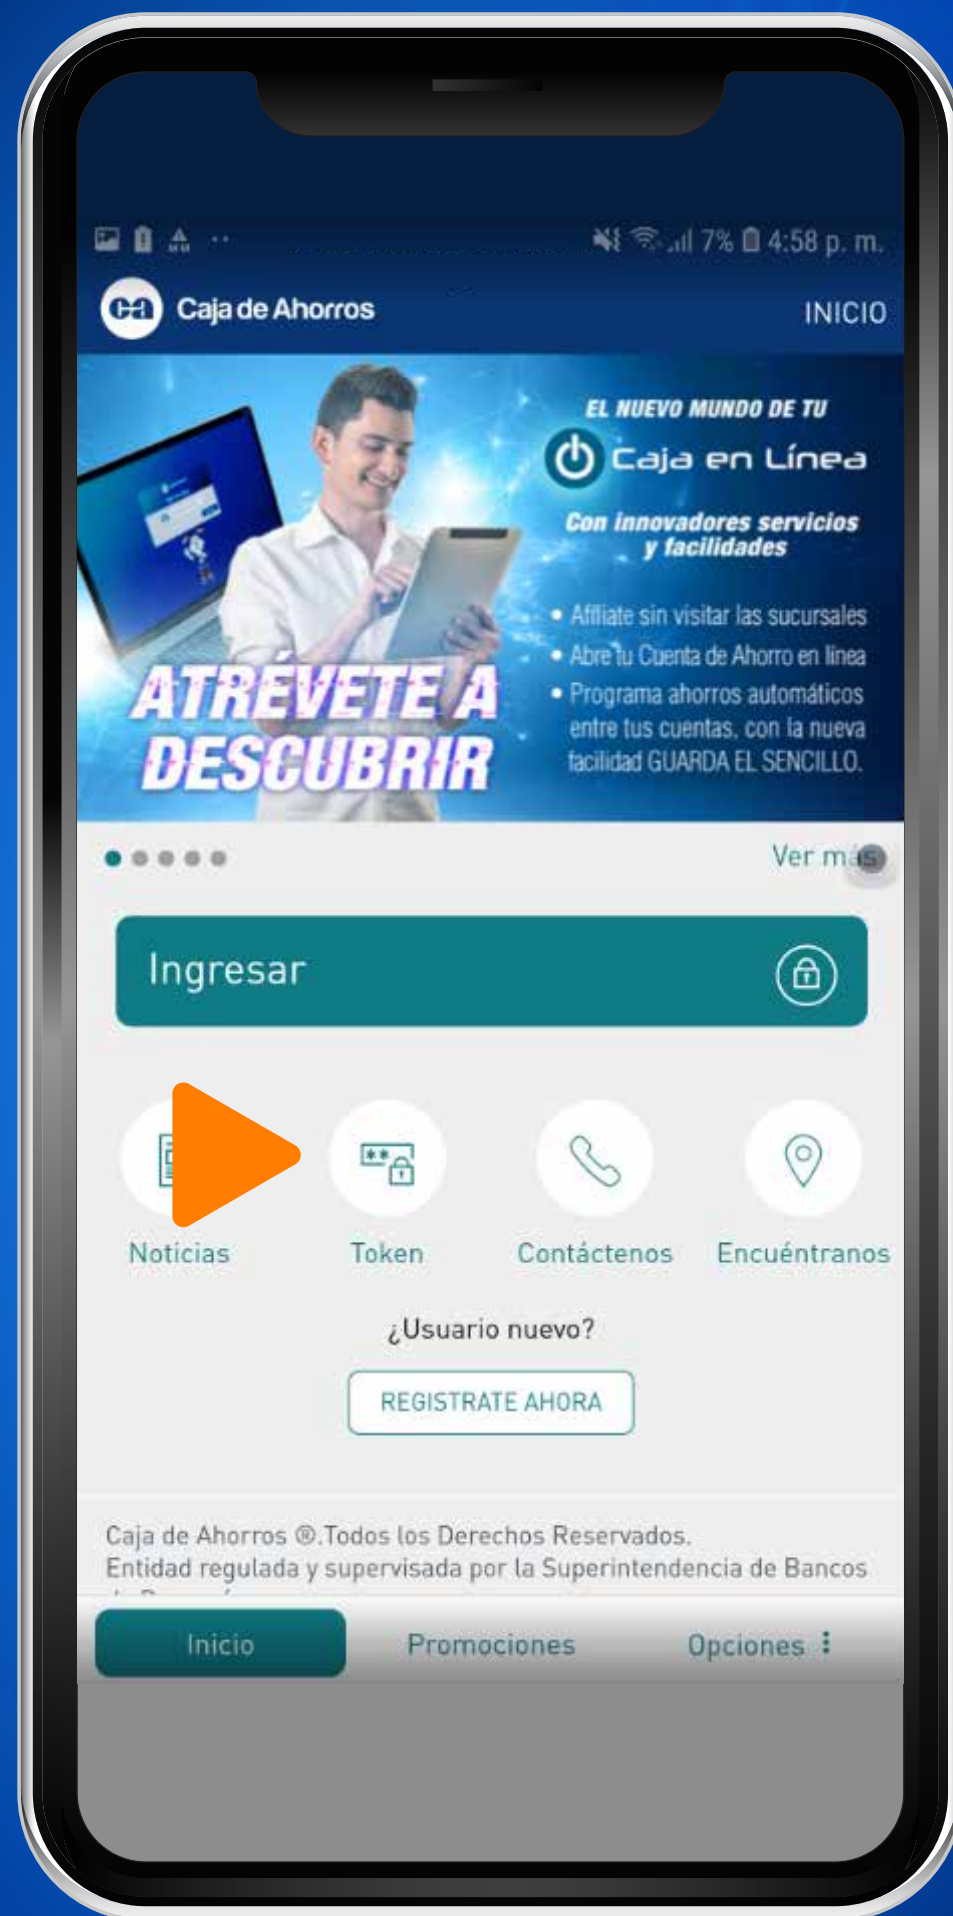 7% 4:58 p. m.
ca Caja de Ahorros
INICIO
EL NUEVO MUNDO DE TU
Caja en Línea
Con innovadores servicios
y facilidades
• Afíliate sin visitar las sucursales
• Abre tu Cuenta de Ahorro en línea
• Programa ahorros automáticos
entre tus cuentas, con la nueva
facilidad GUARDA EL SENCILLO.
ATRÉVETE A
DESCUBRIR
Ver más
Ingresar
Noticias
Token
Contáctenos
Encuéntranos
¿Usuario nuevo?
REGISTRATE AHORA
Caja de Ahorros ®.Todos los Derechos Reservados.
Entidad regulada y supervisada por la Superintendencia de Bancos
Inicio
Promociones
Opciones